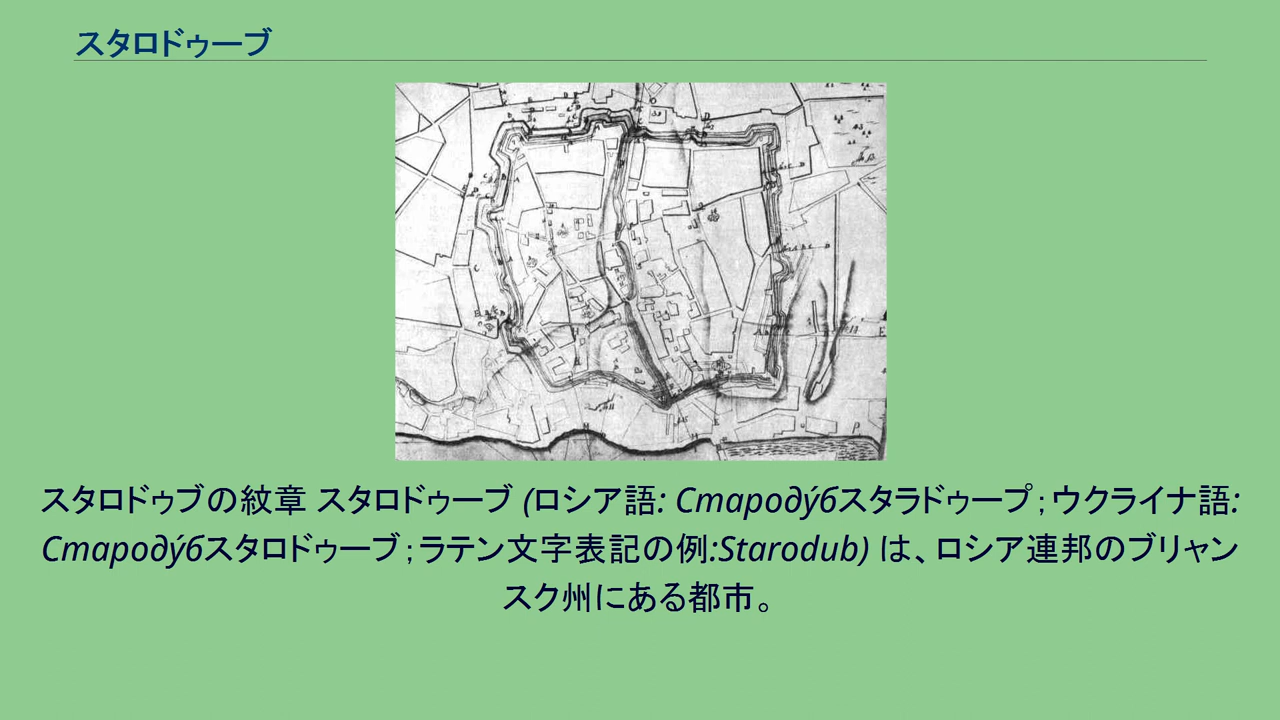 スタロドゥーブ
スタロドゥブの紋章 スタロドゥーブ (ロシア語: Староду́бスタラドゥープ ; ウクライナ語:
Староду́бスタロドゥーブ ; ラテン文字表記の例:Starodub) は、ロシア連邦のブリャン
スク州にある都市。